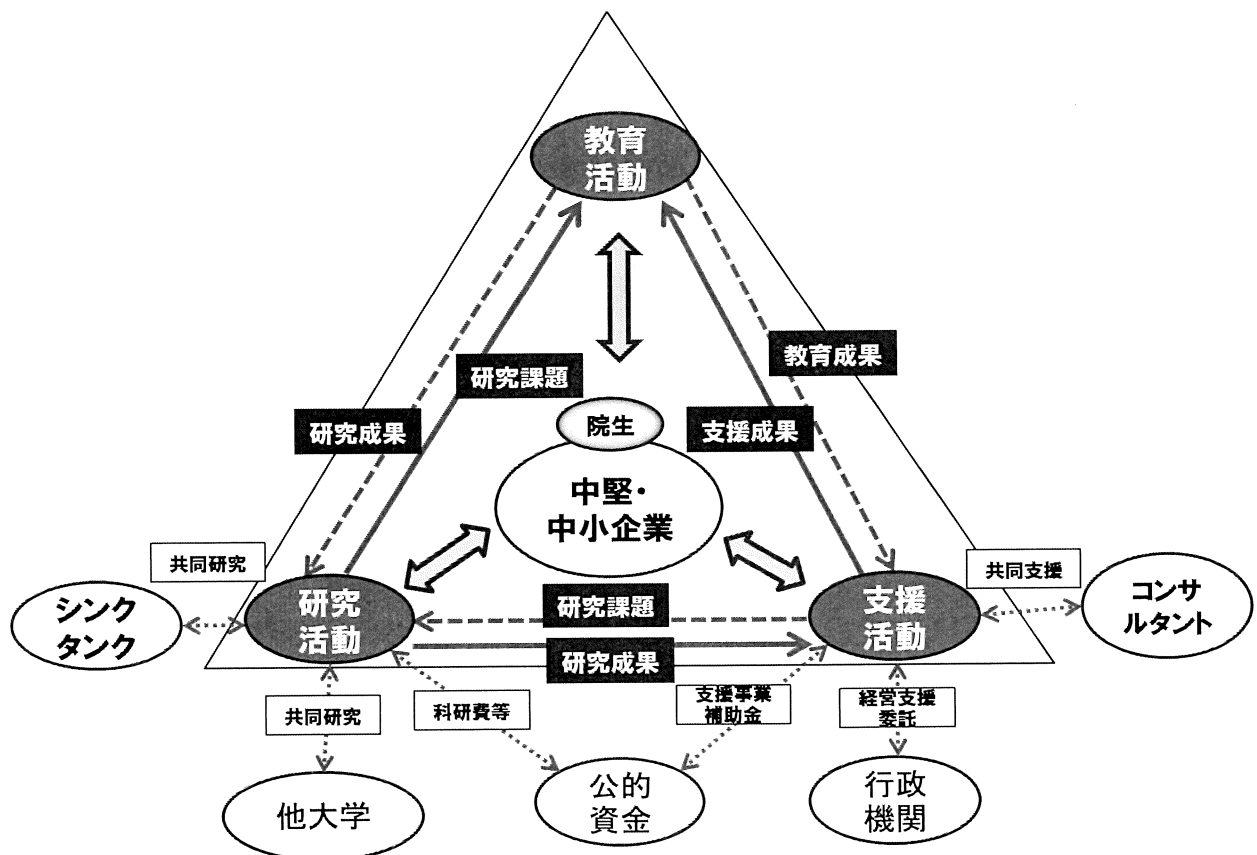 教育
活動
教育成果
研究課題
研究成果
支援成果
院生
中堅・
中小企業
共同研究
共同支援
シンク
タンク
研究
活動
研究課題
研究成果
支援
活動
コンサ
ルタント
共同研究
科研費等
支援事業
補助金
経営支援
委託
他大学
公的
資金
行政
機関